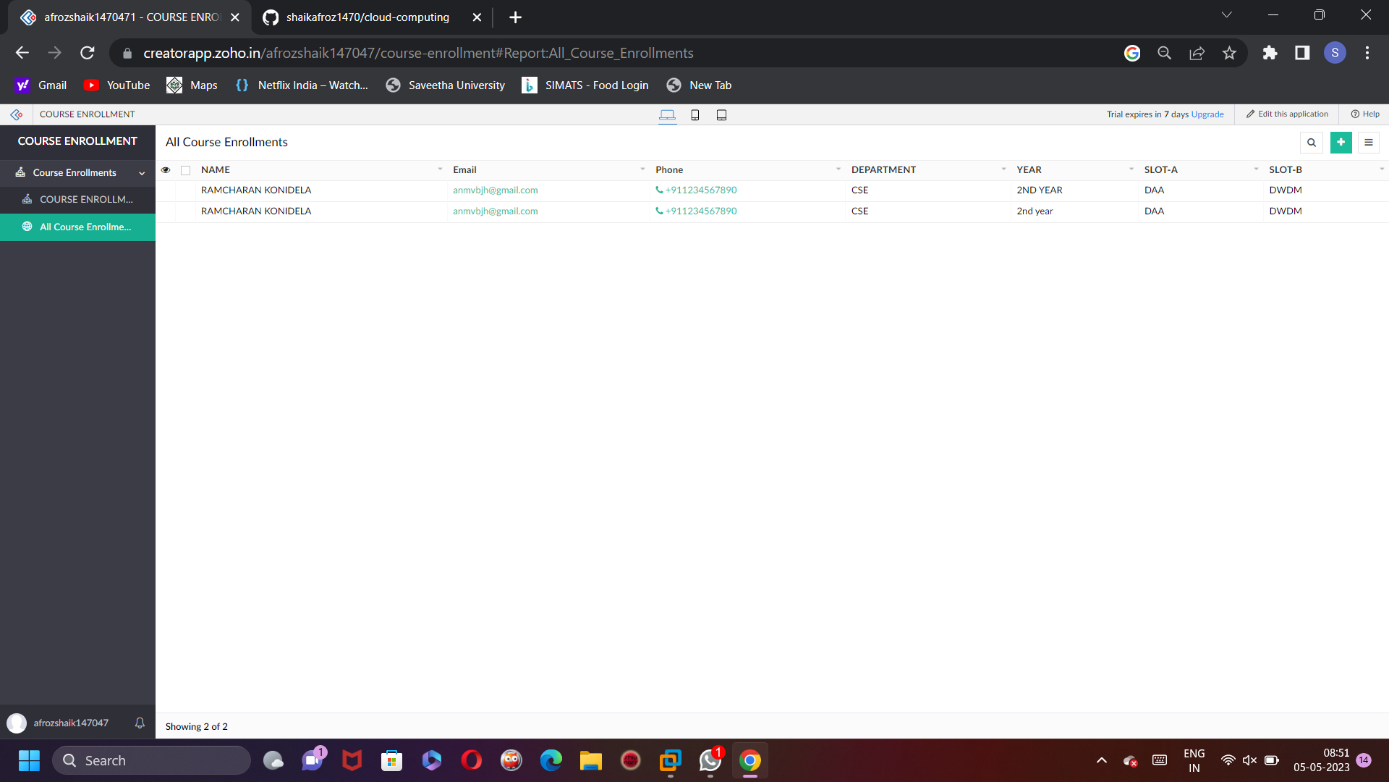 afrozshaik1470471 - COURSE ENRO
shaikafroz1470/cloud-computing
creatorapp.zoho.in/afrozshaik147047/course-enrollment#Report:All_Course_Enrollments
S
Gmail YouTube Maps Netflix India – Watch... Saveetha University SIMATS - Food Login New Tab
COURSE ENROLLMENT
Trial expires in 7 days Upgrade Edit this application Help
COURSE ENROLLMENT
Course Enrollments
COURSE ENROLLM...
All Course Enrollme...
All Course Enrollments
NAME Email Phone DEPARTMENT YEAR SLOT-A SLOT-B
RAMCHARAN KONIDELA anmvbjh@gmail.com +911234567890 CSE 2ND YEAR DAA DWDM
RAMCHARAN KONIDELA anmvbjh@gmail.com +911234567890 CSE 2nd year DAA DWDM
afrozshaik147047
Showing 2 of 2
Search
1
1
ENG
IN
08:51
05-05-2023
14